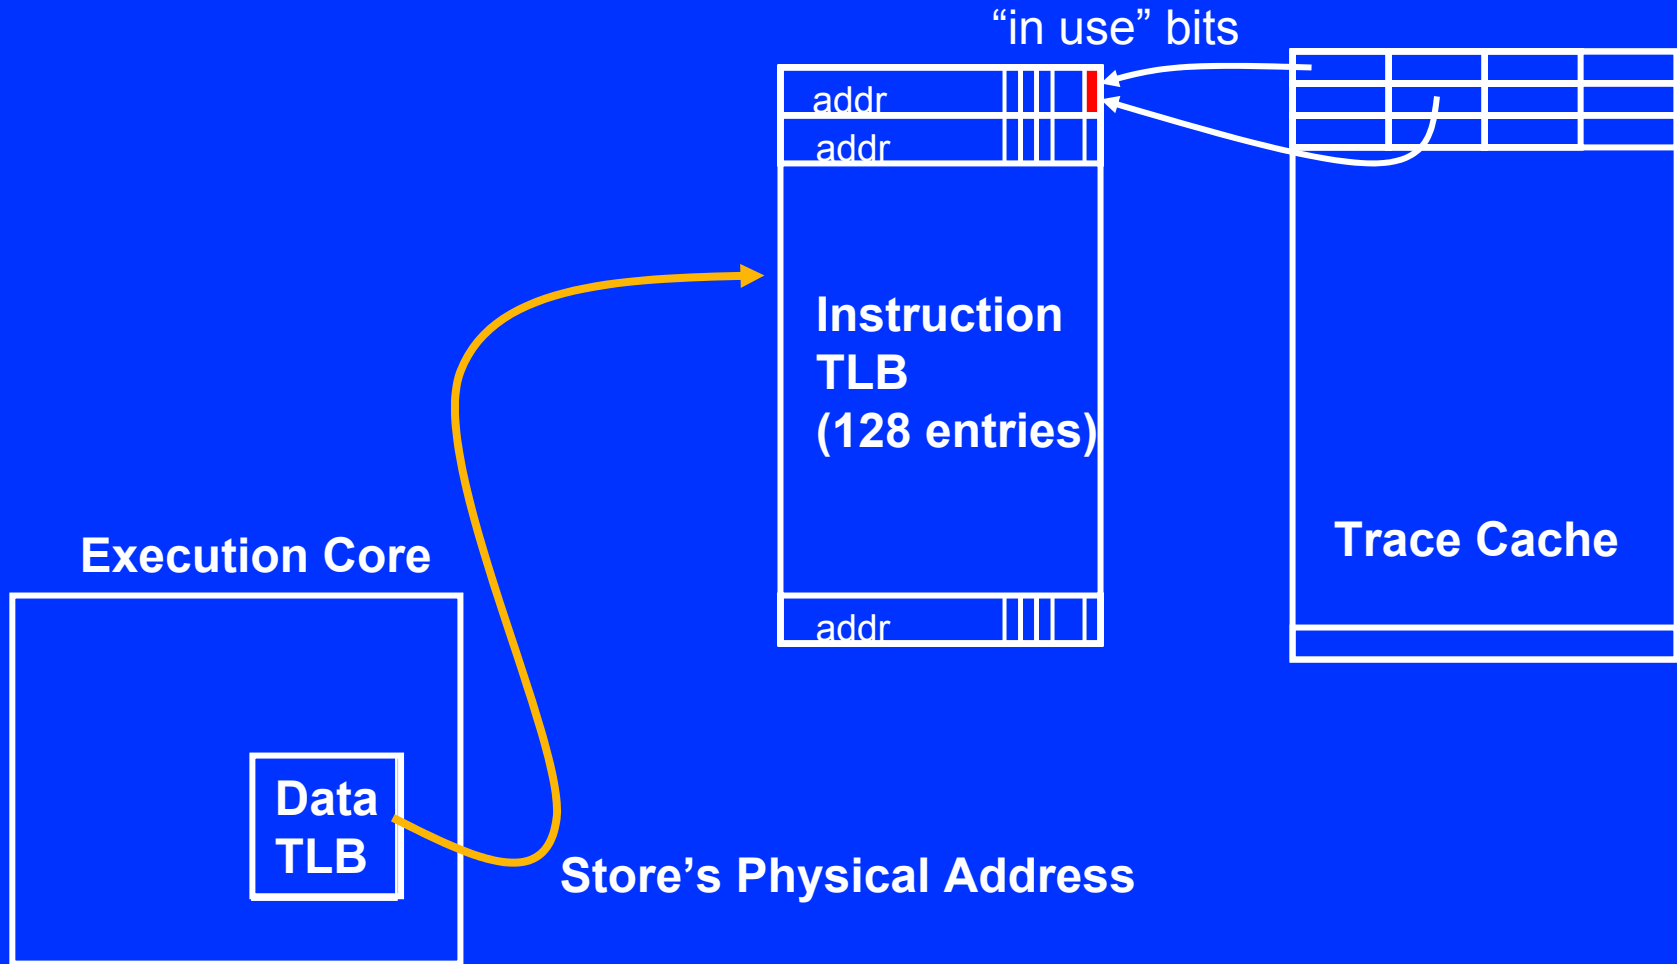 “in use” bits
addr
addr
Instruction
TLB
(128 entries)
Trace Cache
Execution Core
addr
Data
TLB
Store’s Physical Address